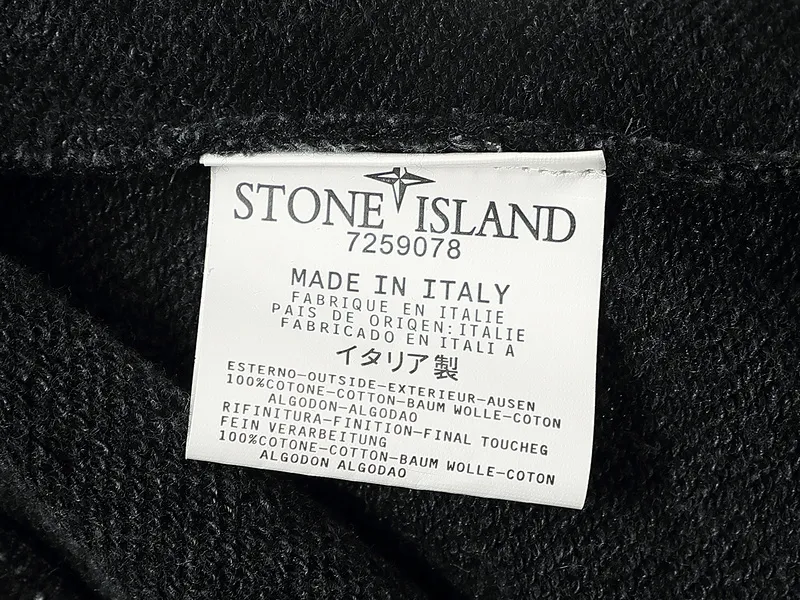 STONE ISLAND
7259078
MADE IN ITALY
FABRIQUE EN ITALIE
PAIS DE ORIQEN:ITALIE
FABRICADO EN ITALI A
イタリア製
ESTERNO-OUTSIDE-EXTERIEUR-AUSEN
100%COTONE-COTTON-BAUM WOLLE-COTON
ALGODON-ALGODAO
RIFINITURA-FINITION-FINAL TOUCHEG
FEIN VERARBEITUNG
100%COTONE-COTTON-BAUM WOLLE-COTON
ALGODON ALGODAO